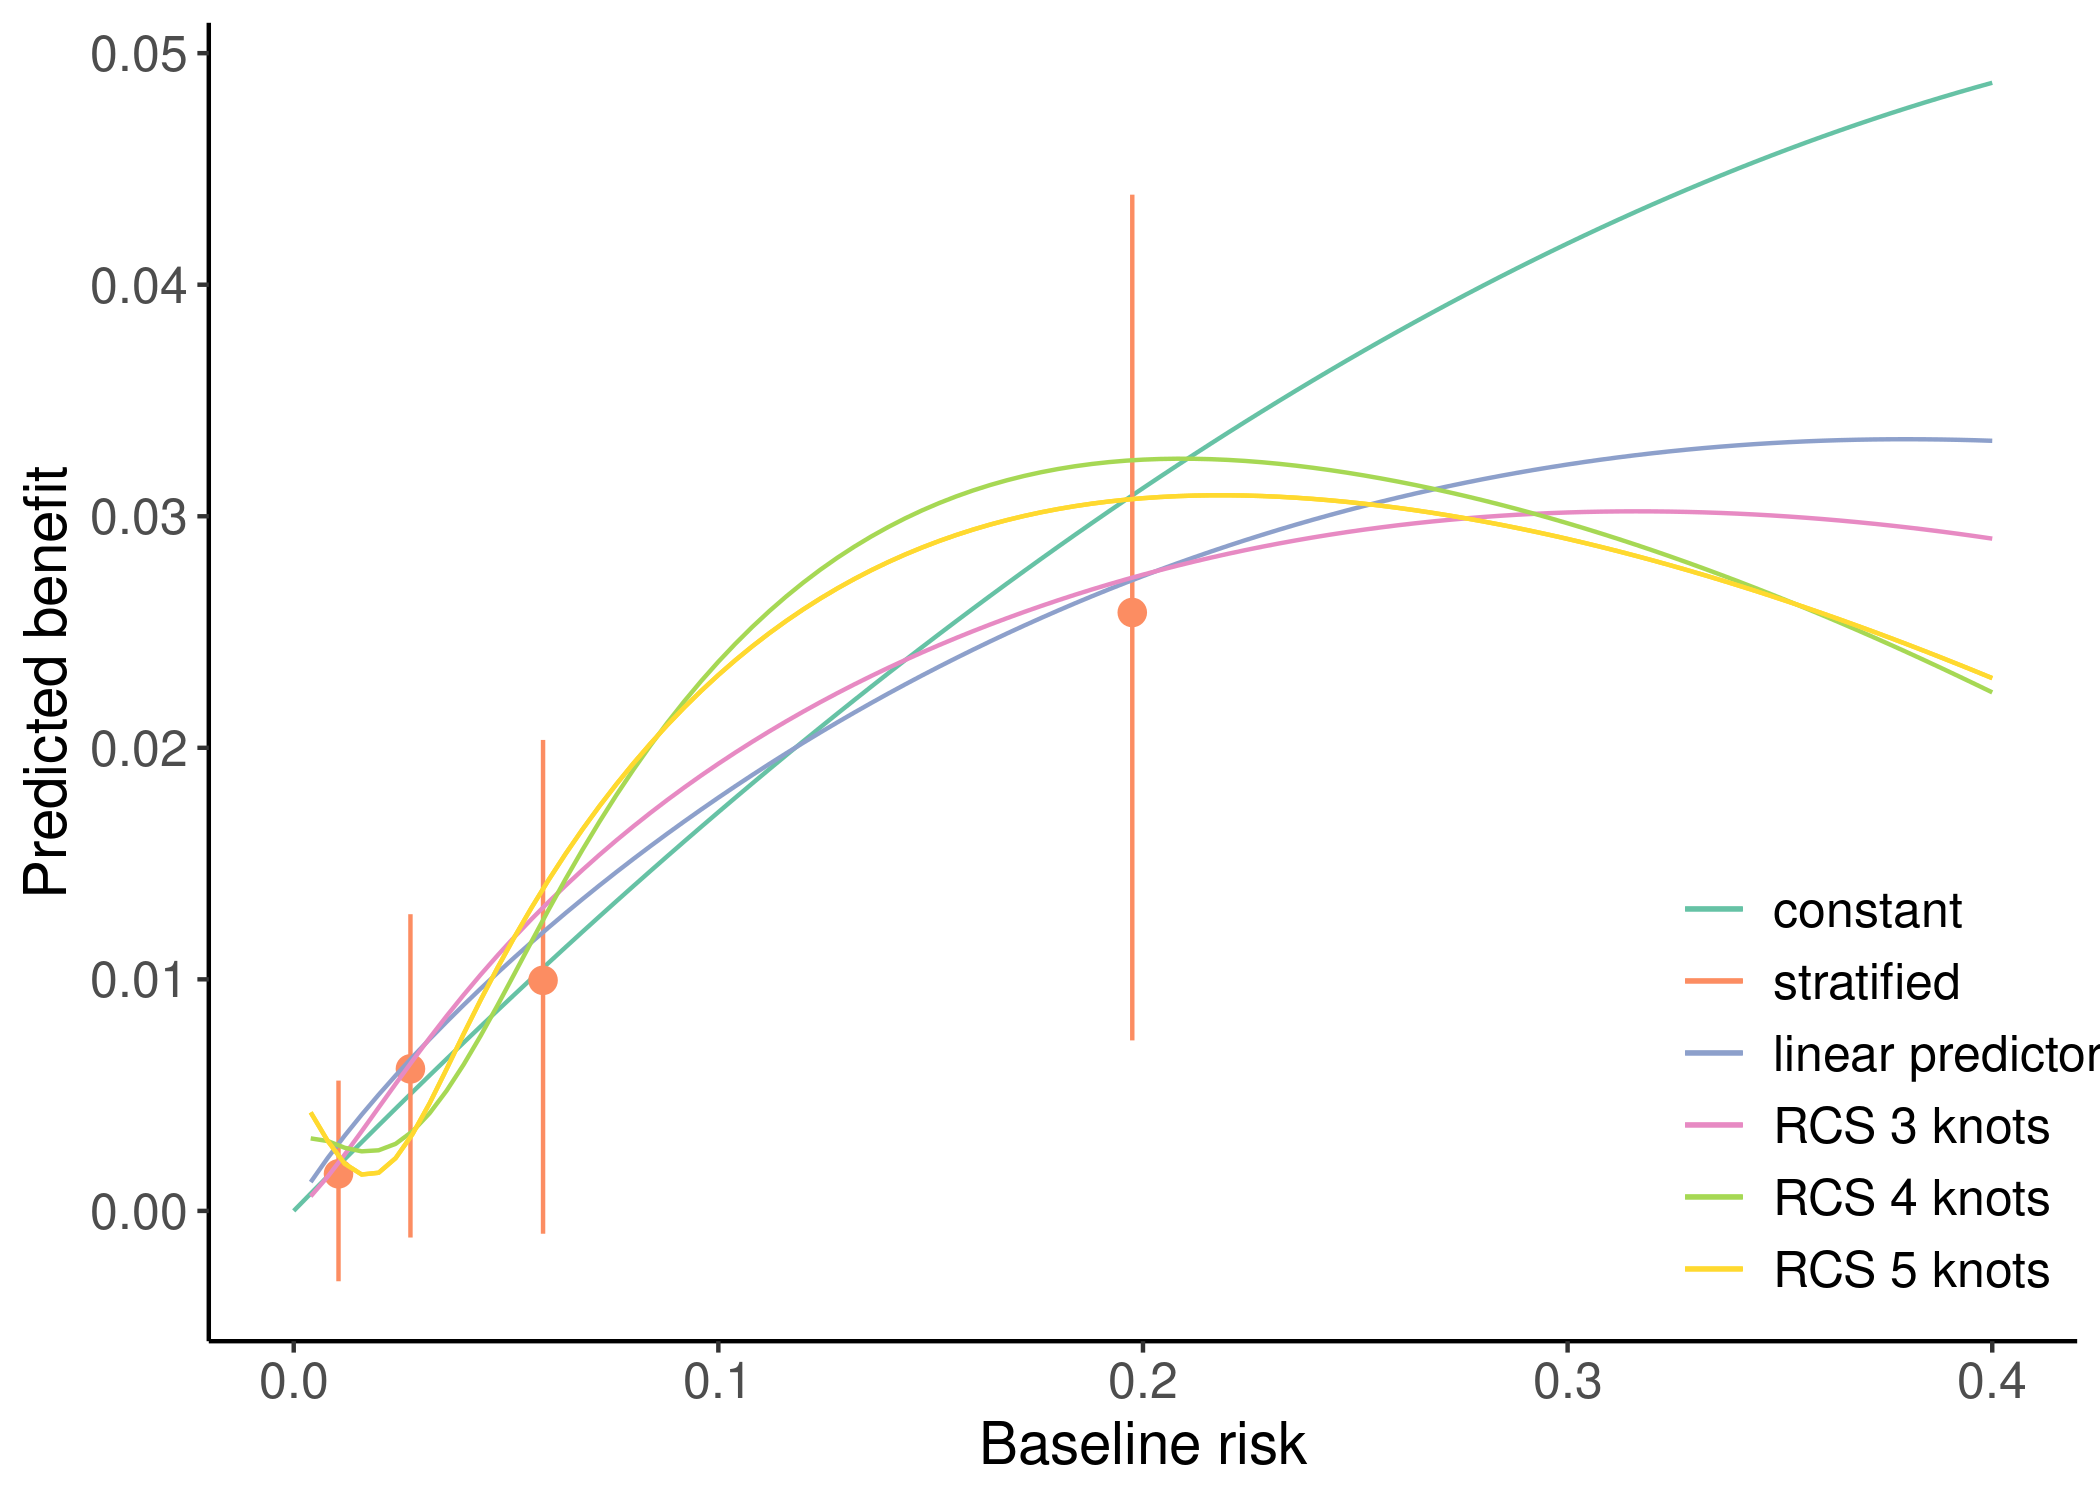 0.05
0.04
0.03
0.02
0.01
0.00
Predicted benefit
0.0 0.1 0.2 0.3 0.4
Baseline risk
constant
stratified
linear predictor
RCS 3 knots
RCS 4 knots
RCS 5 knots